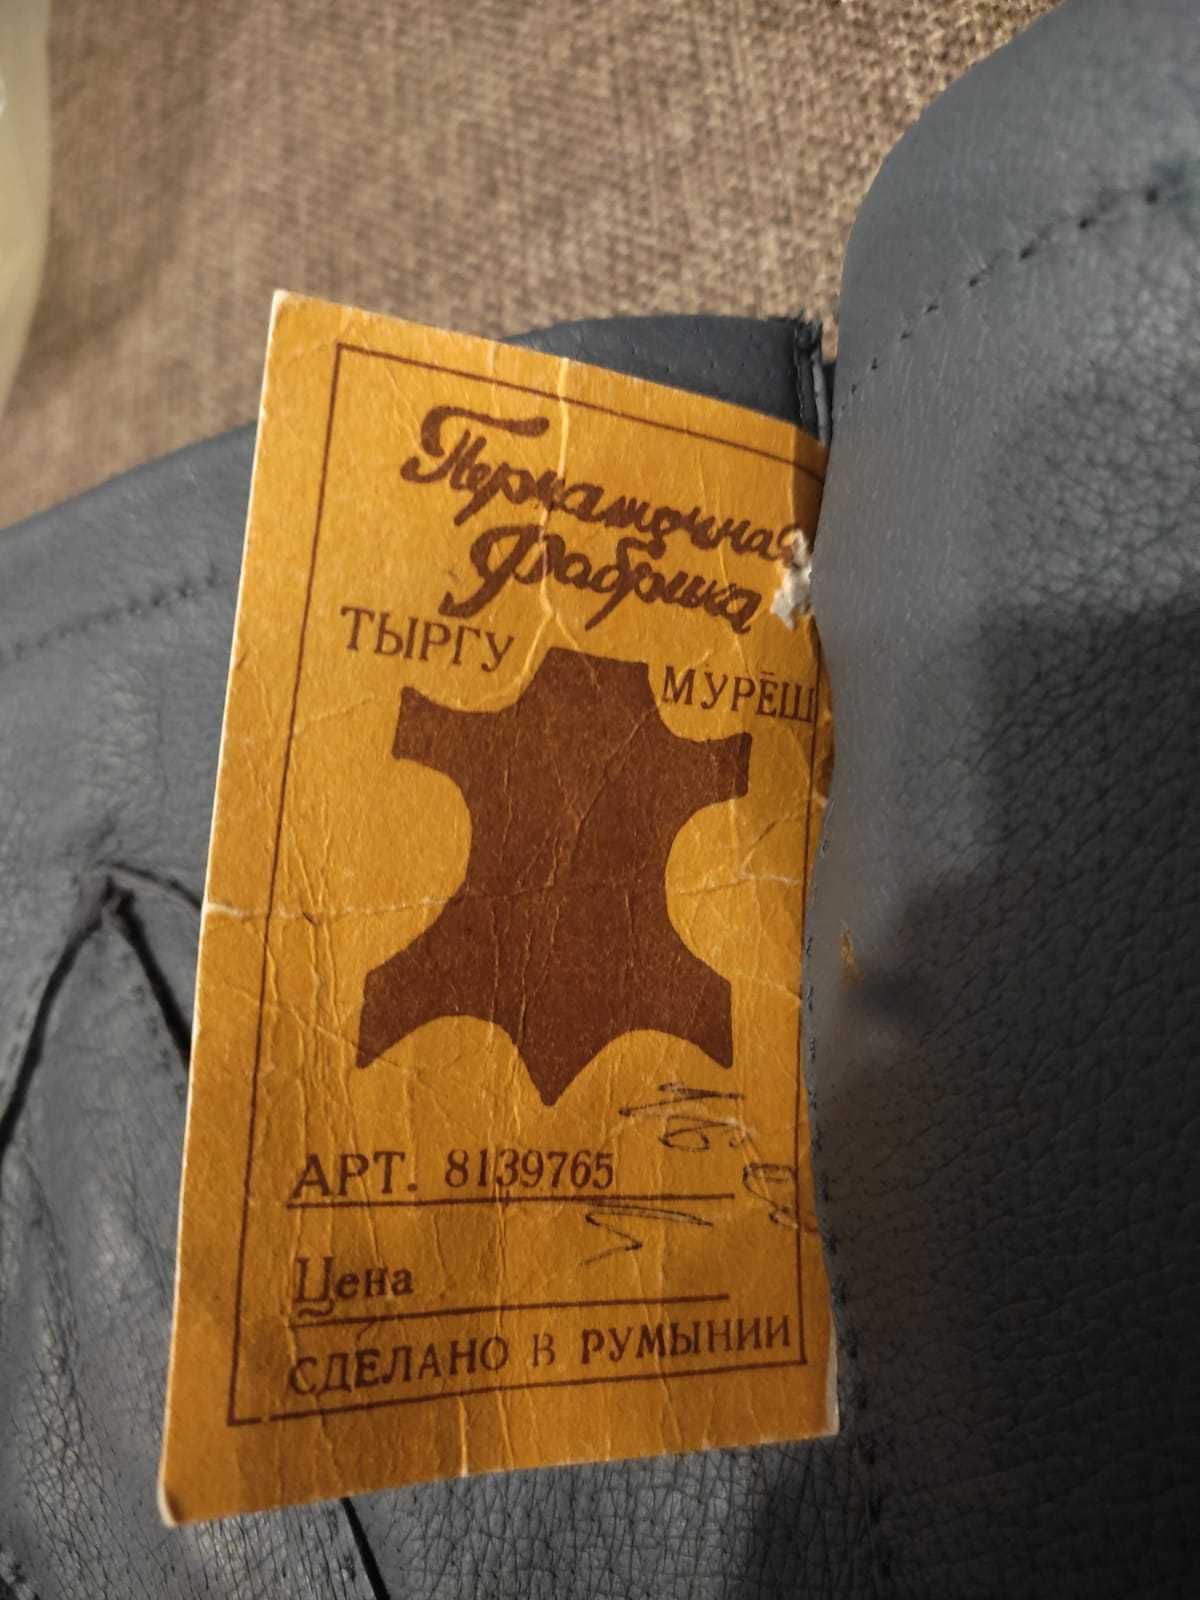 Перчаточная
Фабрика
ТЫРГУ МУРЕШ
АРТ. 8139765
Цена
СДЕЛАНО В РУМЫНИИ